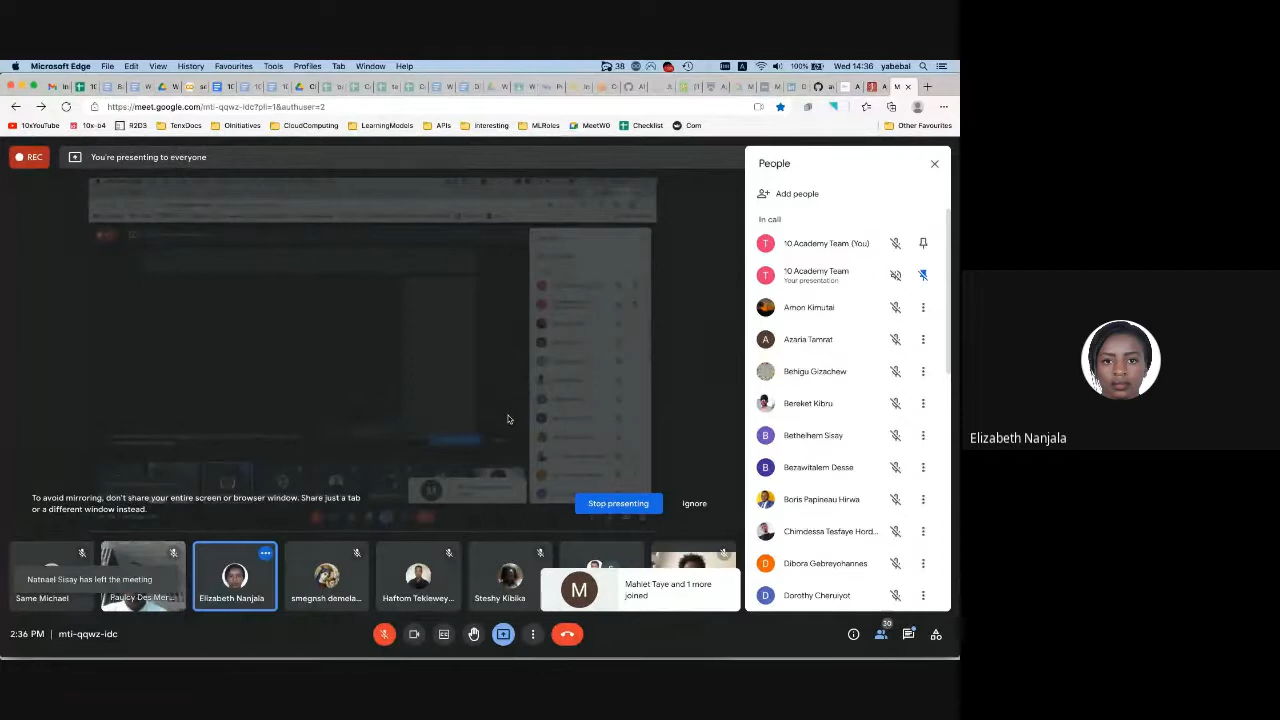 Microsoft Edge File Edit View History Favourites Tools Profiles Tab Window Help 38 100% Wed 14:36 yabebal
https://meet.google.com/mti-qqwz-idc?pli=1&authuser=2
10xYouTube 10x-b4 R2D3 TenxDocs OInitiatives CloudComputing LearningModels APIs Interesting MLRoles MeetW0 Checklist Com Other Favourites
REC You're presenting to everyone
People
Add people
In call
T 10 Academy Team (You)
T 10 Academy Team
Your presentation
Amon Kimutai
A Azaria Tamrat
Behigu Gizachew
Bereket Kibru
B Bethelhem Sisay
B Bezawitalem Desse
Boris Papineau Hirwa
Chimdessa Tesfaye Hord...
D Dibora Gebreyohannes
D Dorothy Cheruiyot
To avoid mirroring, don't share your entire screen or browser window. Share just a tab
or a different window instead.
Stop presenting Ignore
Natnael Sisay has left the meeting
Same Michael
Paulcy Des Mer...
Elizabeth Nanjala
smegnsh demela...
Haftom Teklewey...
Steshy Kibika
M Mahlet Taye and 1 more
joined
2:36 PM | mti-qqwz-idc
30
Elizabeth Nanjala